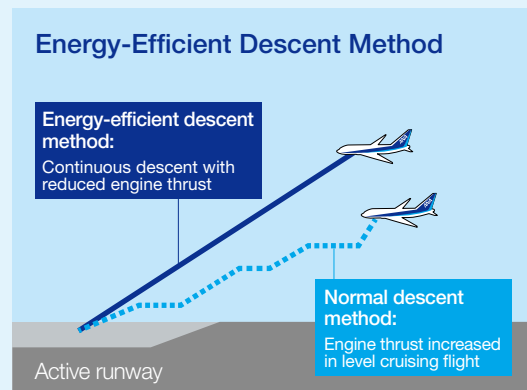 Energy-Efficient Descent Method
Energy-efficient descent
method:
Continuous descent with
reduced engine thrust
Normal descent
method:
Engine thrust increased
in level cruising flight
Active runway